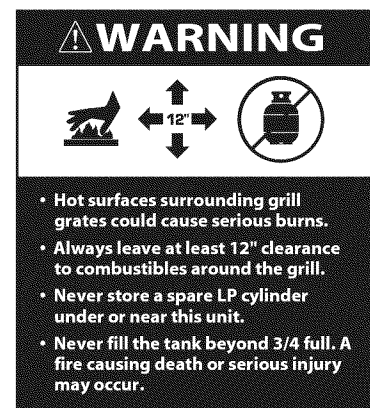 WARNING
12"
• Hot surfaces surrounding grill
grates could cause serious burns.
• Always leave at least 12" clearance
to combustibles around the grill.
• Never store a spare LP cylinder
under or near this unit.
• Never fill the tank beyond 3/4 full. A
fire causing death or serious injury
may occur.